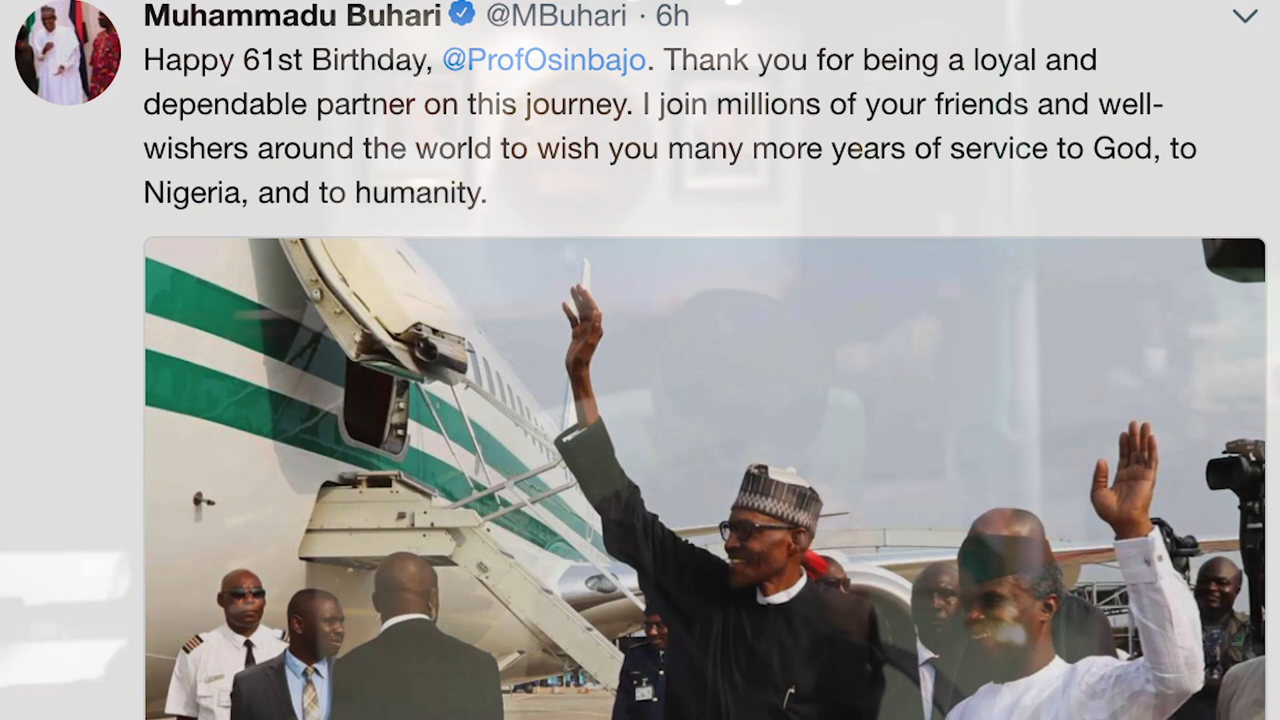 Muhammadu Buhari @MBuhari · 6h
Happy 61st Birthday, @ProfOsinbajo. Thank you for being a loyal and
dependable partner on this journey. I join millions of your friends and well-
wishers around the world to wish you many more years of service to God, to
Nigeria, and to humanity.